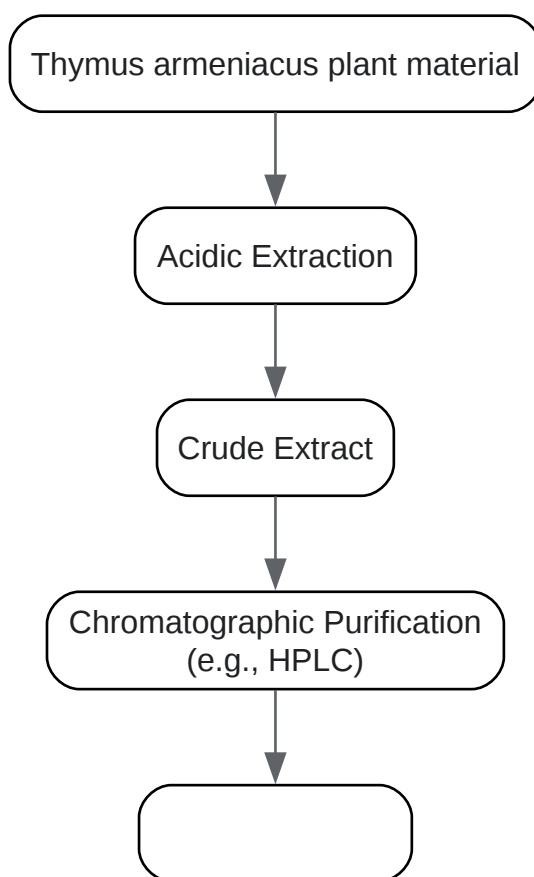 Thymus armeniacus plant material
Acidic Extraction
Crude Extract
Chromatographic Purification
(e.g., HPLC)